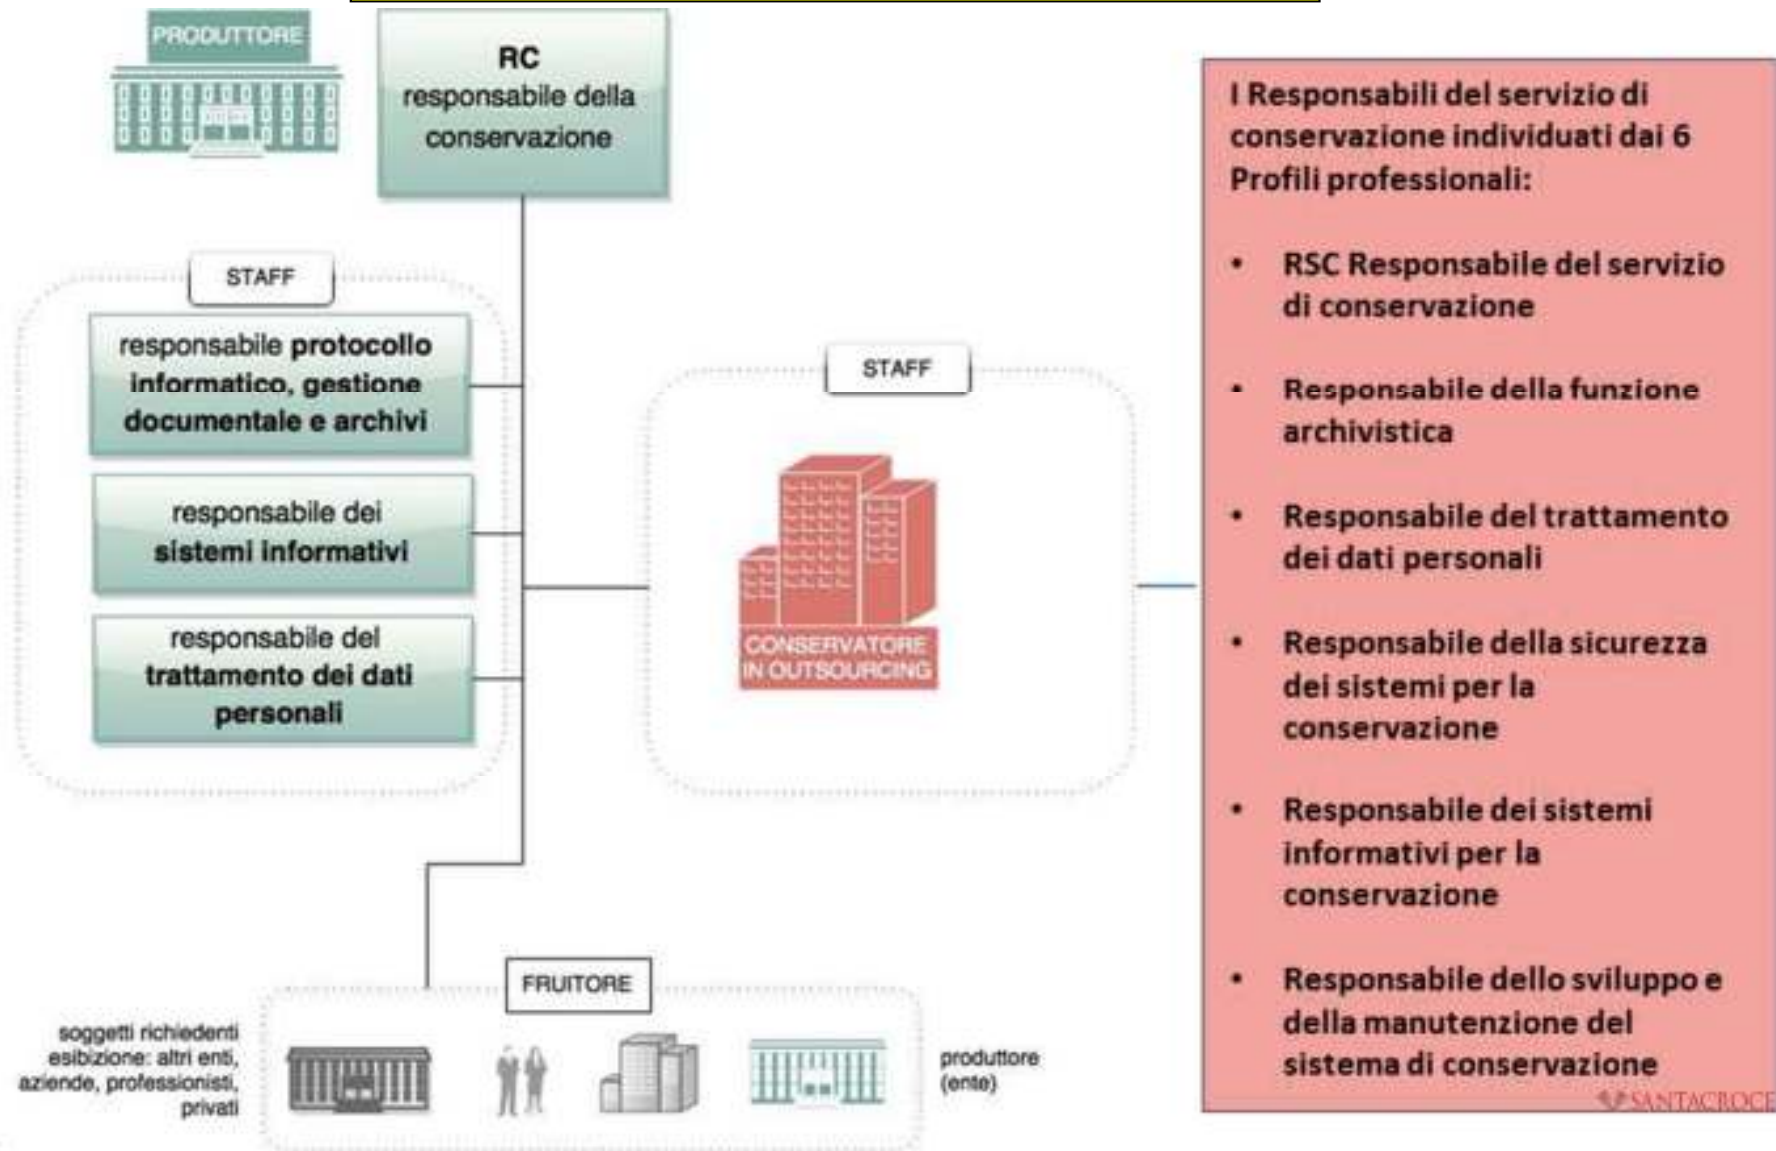 PRODUTTORE
RC
responsabile della
conservazione
STAFF
responsabile protocollo
informatico, gestione
documentale e archivi
responsabile dei
sistemi informativi
responsabile del
trattamento dei dati
personali
STAFF
CONSERVATORE
IN OUTSOURCING
I Responsabili del servizio di
conservazione individuati dai 6
Profili professionali:
• RSC Responsabile del servizio
di conservazione
• Responsabile della funzione
archivistica
• Responsabile del trattamento
dei dati personali
• Responsabile della sicurezza
dei sistemi per la
conservazione
• Responsabile dei sistemi
informativi per la
conservazione
• Responsabile dello sviluppo e
della manutenzione del
sistema di conservazione
SANTACROCE
FRUITORE
soggetti richiedenti
esibizione: altri enti,
aziende, professionisti,
privati
produttore
(ente)